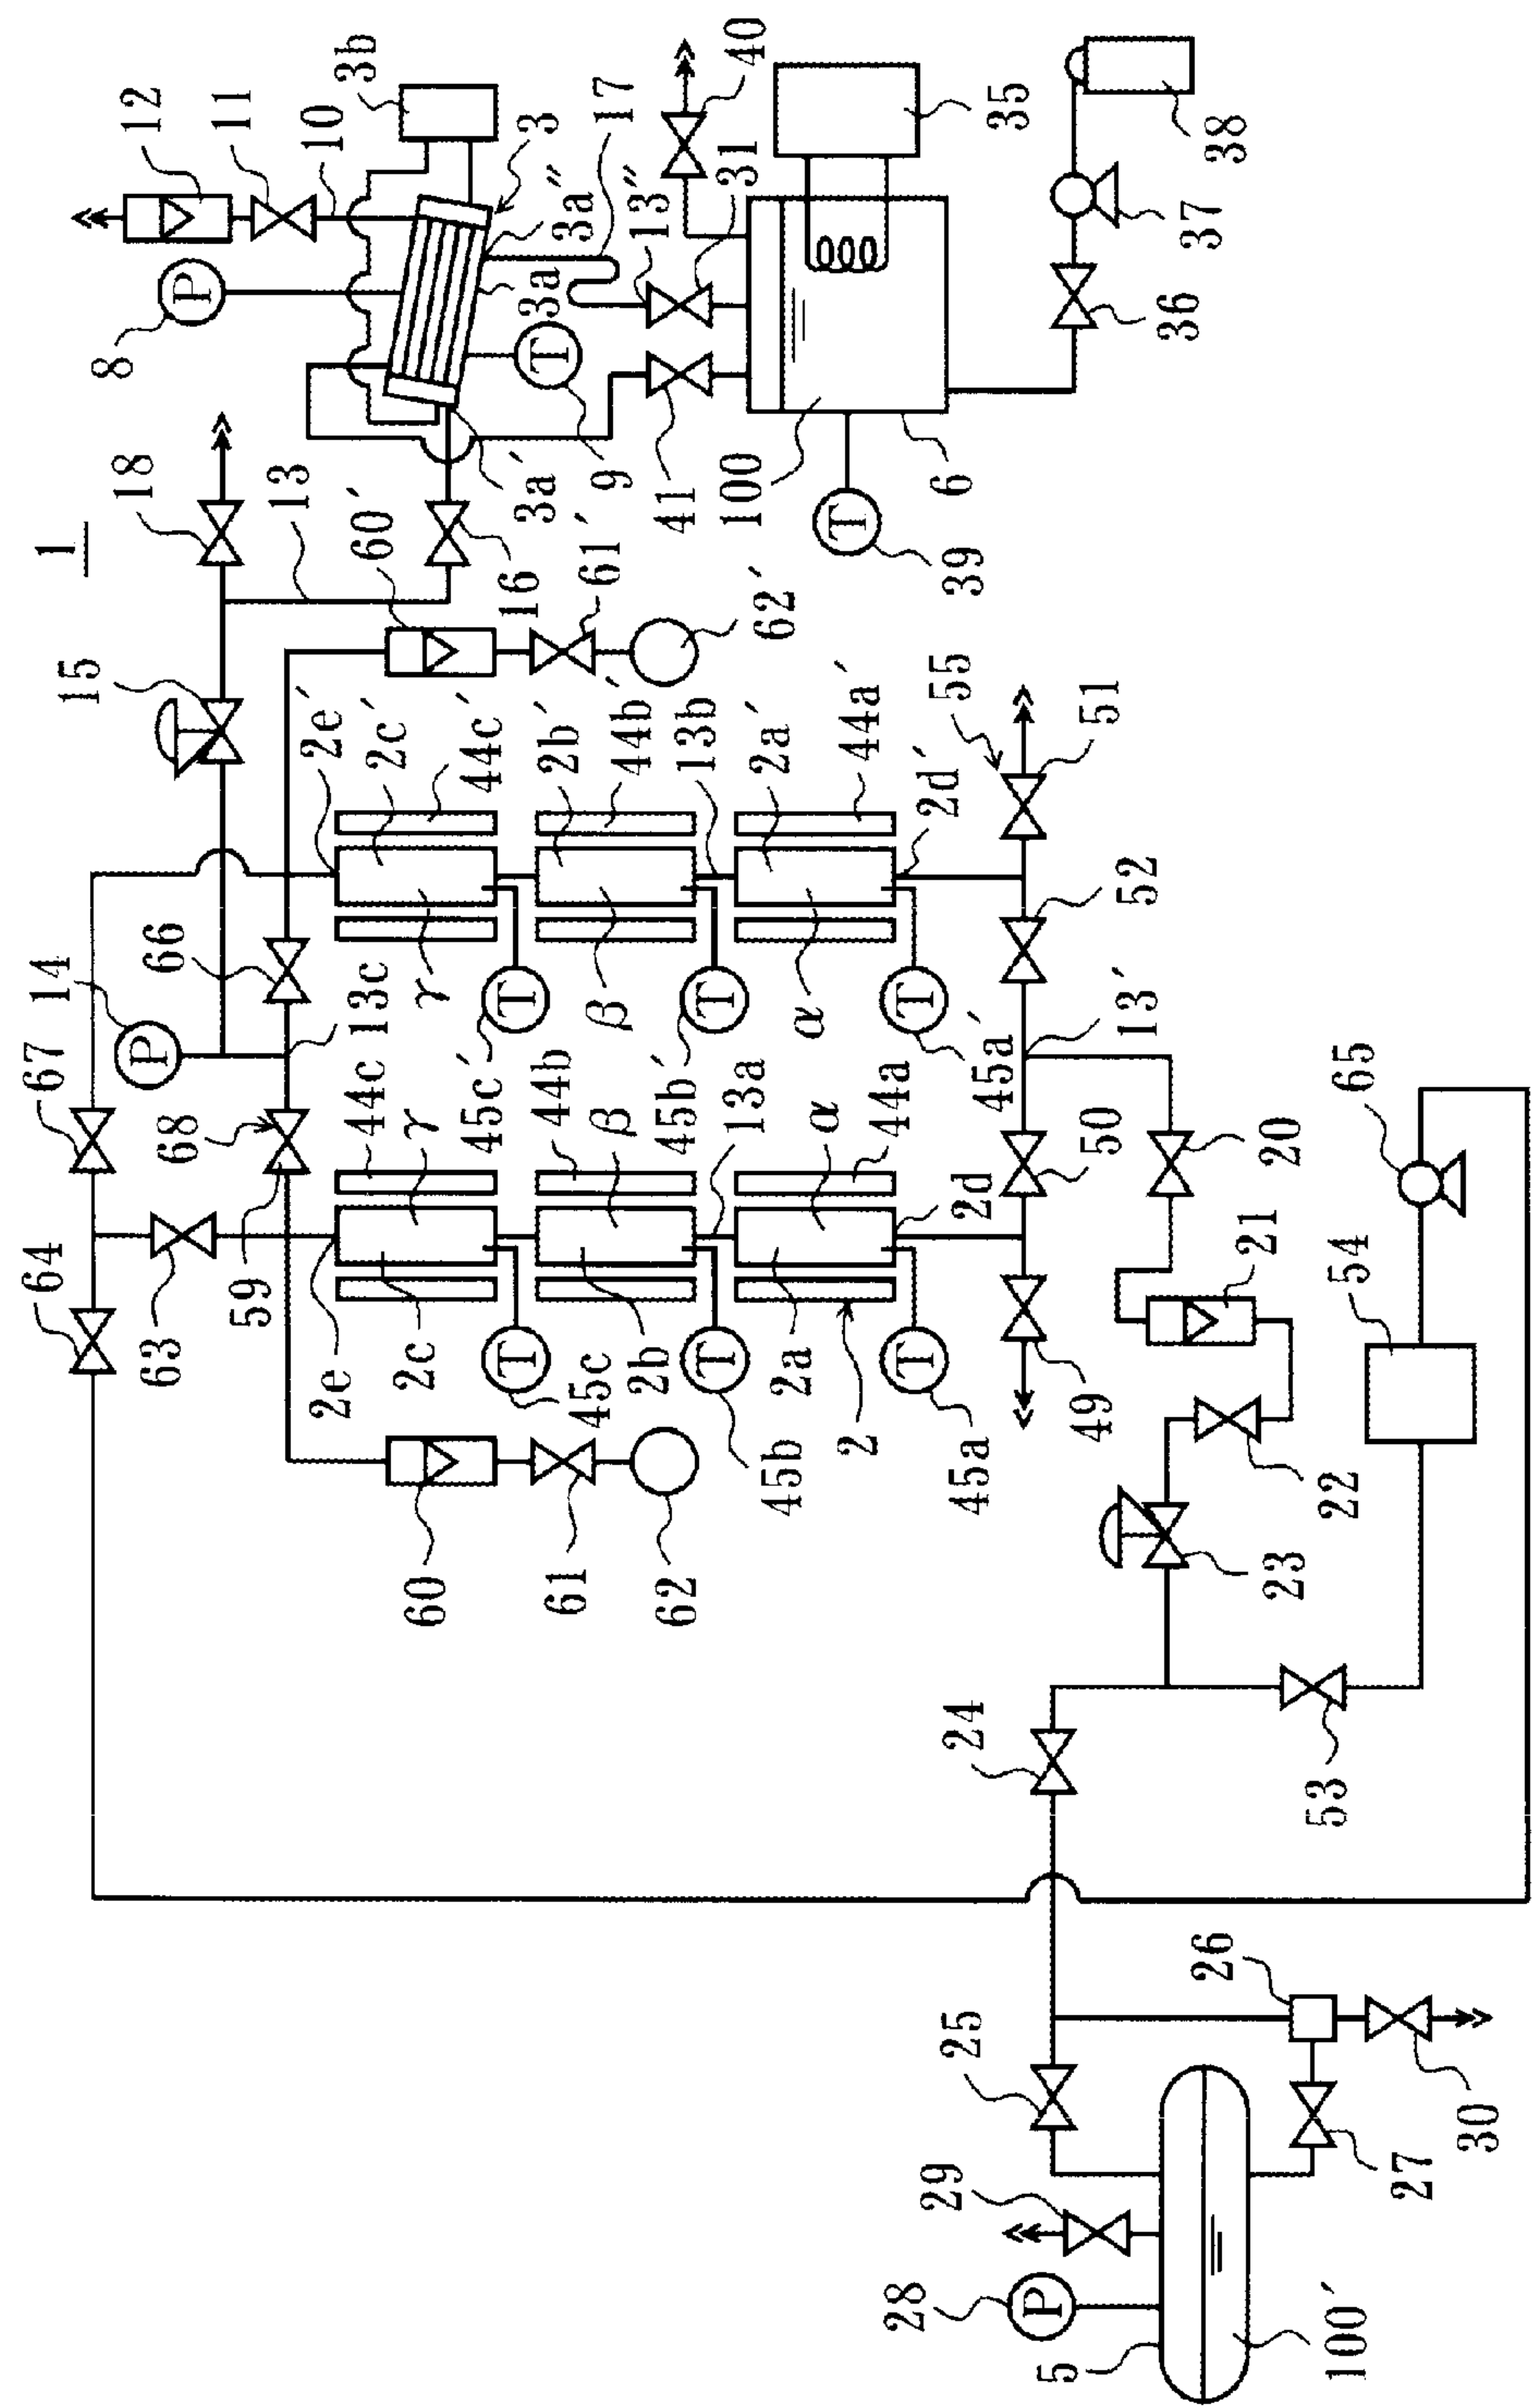 1
12
11
10
3b
3
3a″
3a
3a′
17
13″
31
40
35
8
P
9
T
41
100
6
39
T
36
37
38
18
13
60′
16
61′
62′
15
2e′
2c′
44c′
2b′
44b′
13b
2a′
44a′
2d′
55
51
52
14
P
66
13c
γ
β
α
45c′
T
45b′
T
45a′
T
13′
67
68
44c
44b
13a
44a
γ
β
α
50
20
65
64
63
59
2e
2c
2b
2a
2d
2
45c
T
45b
T
45a
T
49
21
54
22
23
60
61
62
24
53
25
26
27
30
29
28
P
5
100′